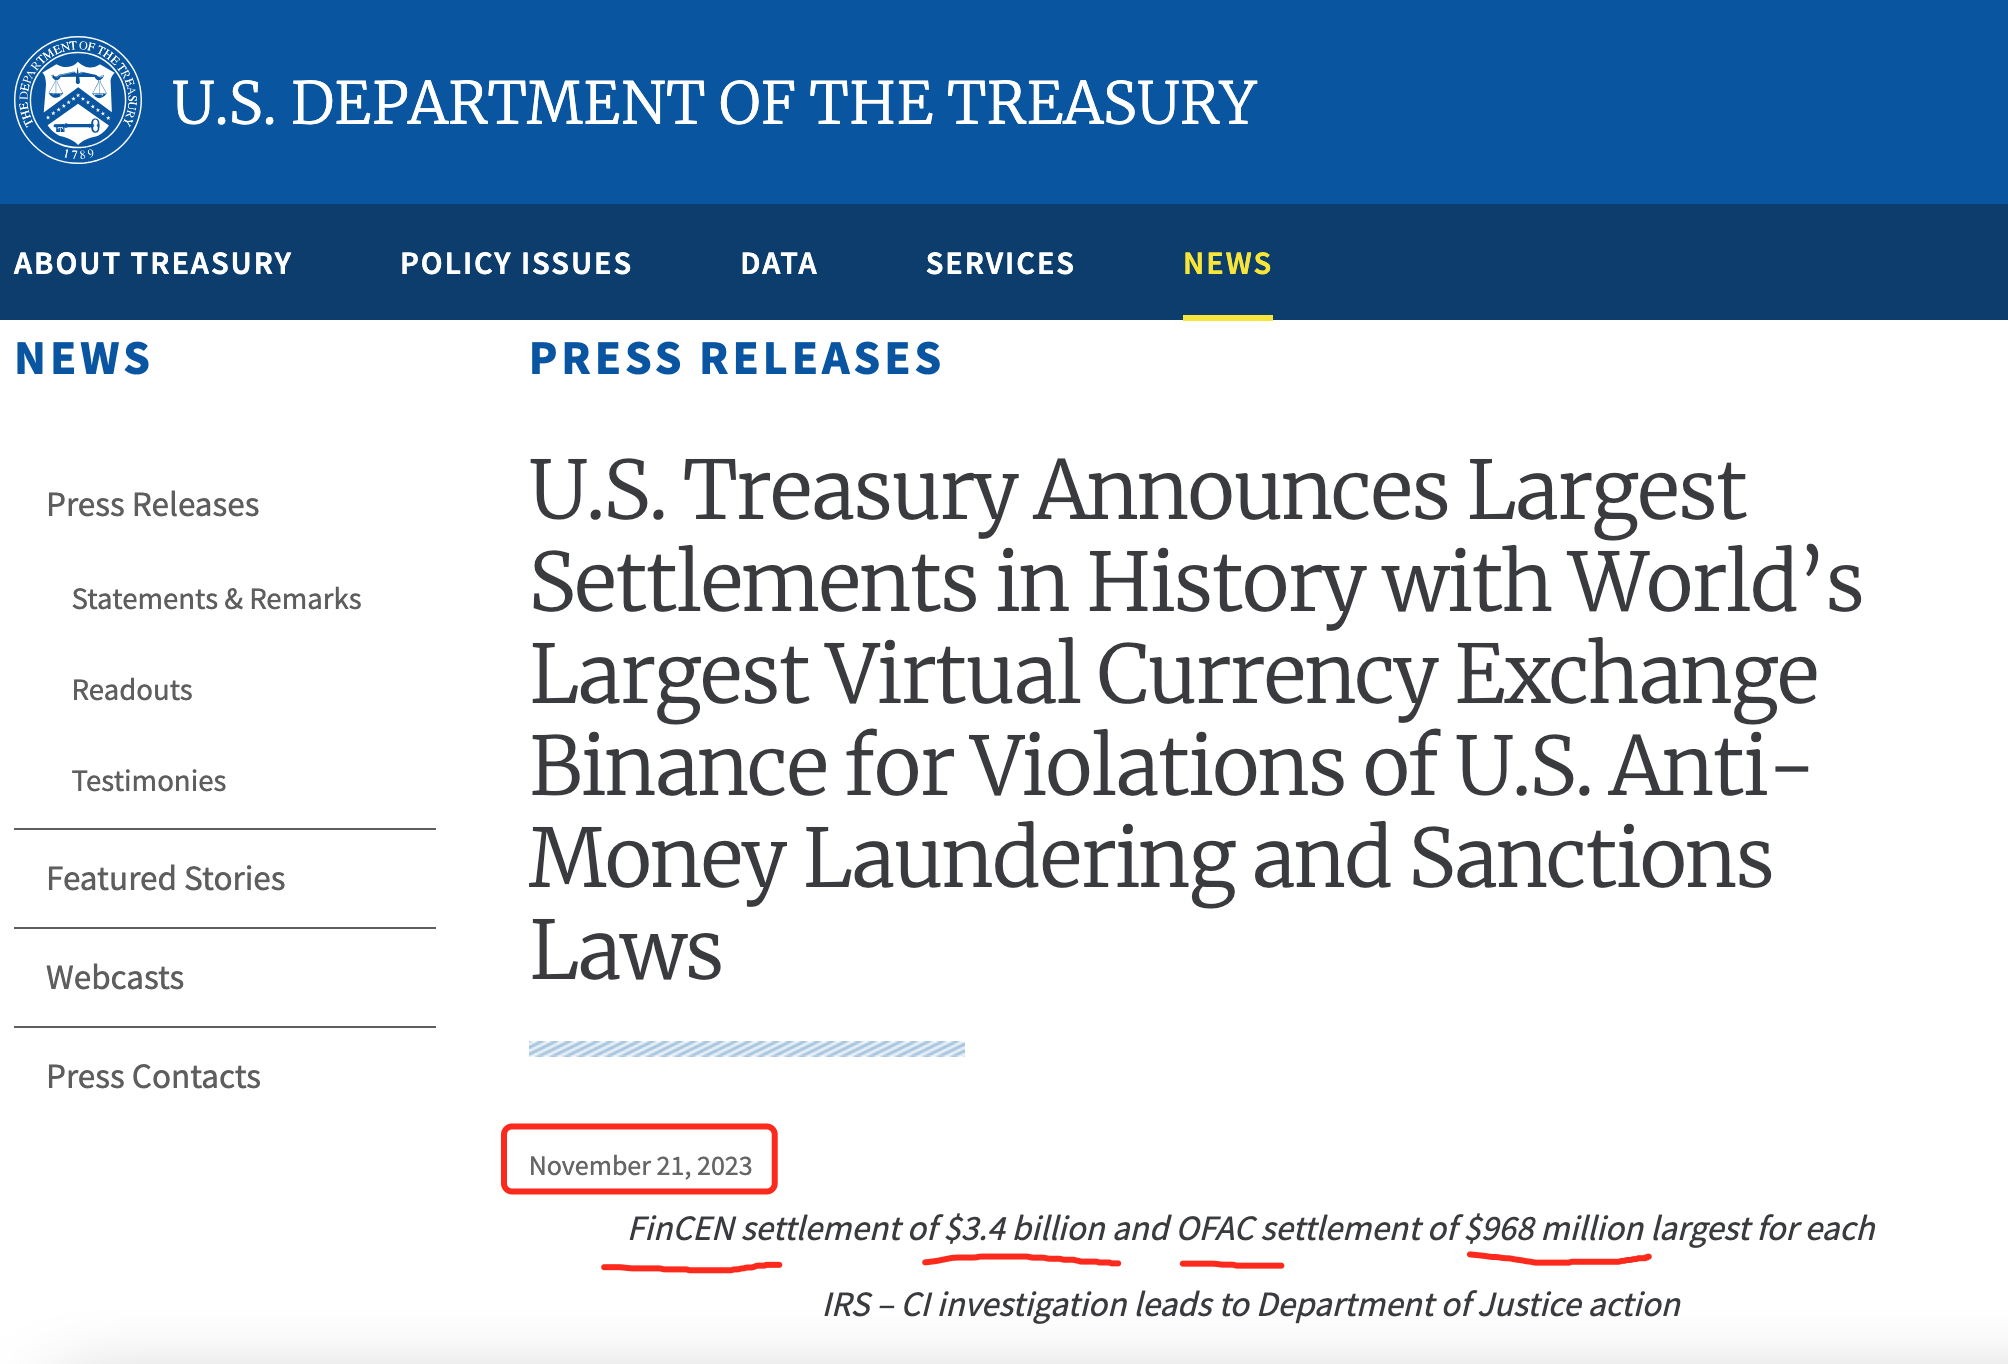 THE DEPARTMENT OF THE TREASURY
1789
U.S. DEPARTMENT OF THE TREASURY
ABOUT TREASURY POLICY ISSUES DATA SERVICES NEWS
NEWS
Press Releases
Statements & Remarks
Readouts
Testimonies
Featured Stories
Webcasts
Press Contacts
PRESS RELEASES
U.S. Treasury Announces Largest
Settlements in History with World’s
Largest Virtual Currency Exchange
Binance for Violations of U.S. Anti-
Money Laundering and Sanctions
Laws
November 21, 2023
FinCEN settlement of $3.4 billion and OFAC settlement of $968 million largest for each
IRS – CI investigation leads to Department of Justice action